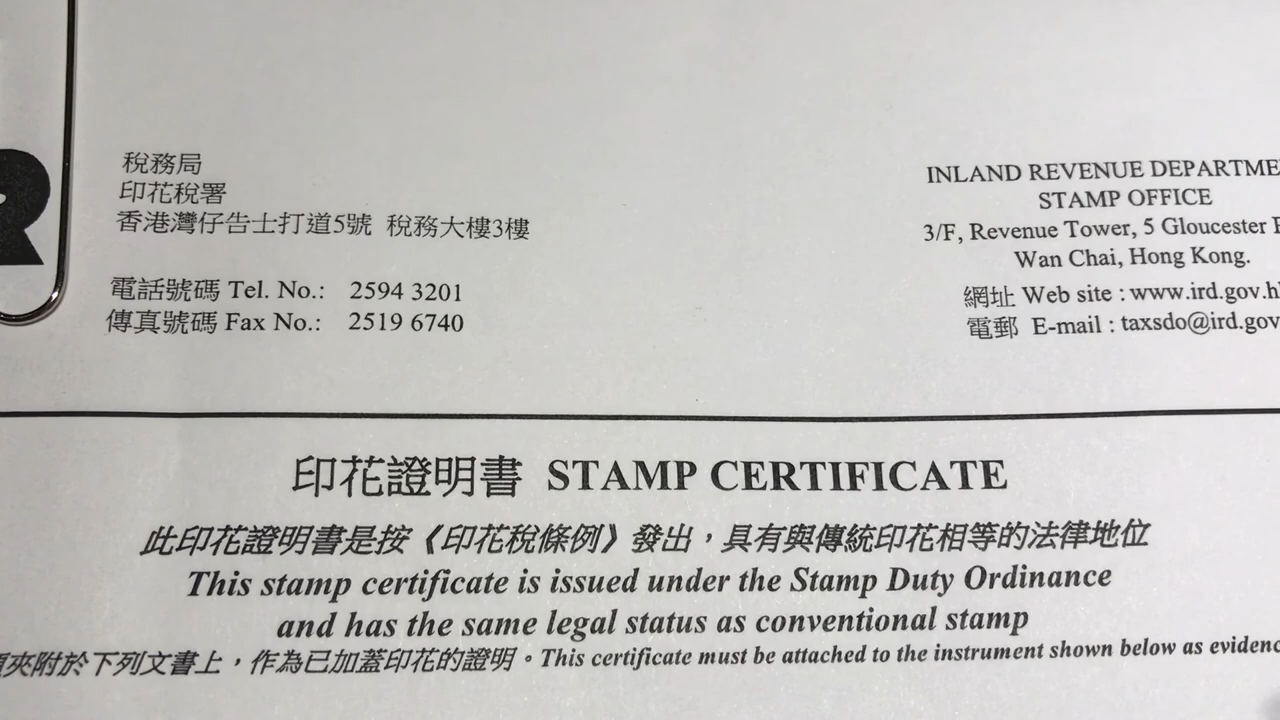 稅務局
印花稅署
香港灣仔告士打道5號 稅務大樓3樓
電話號碼 Tel. No.: 2594 3201
傳真號碼 Fax No.: 2519 6740
INLAND REVENUE
STAMP OFFICE
3/F, Revenue Tower, 5 Gloucester
Wan Chai, Hong Kong.
網址 Web site : www.ird.gov.h
電郵 E-mail : taxsdo@ird.gov
印花證明書 STAMP CERTIFICATE
此印花證明書是按《印花稅條例》發出，具有與傳統印花相等的法律地位
This stamp certificate is issued under the Stamp Duty Ordinance
and has the same legal status as conventional stamp
夾附於下列文書上，作為已加蓋印花的證明。This certificate must be attached to the instrument shown below as